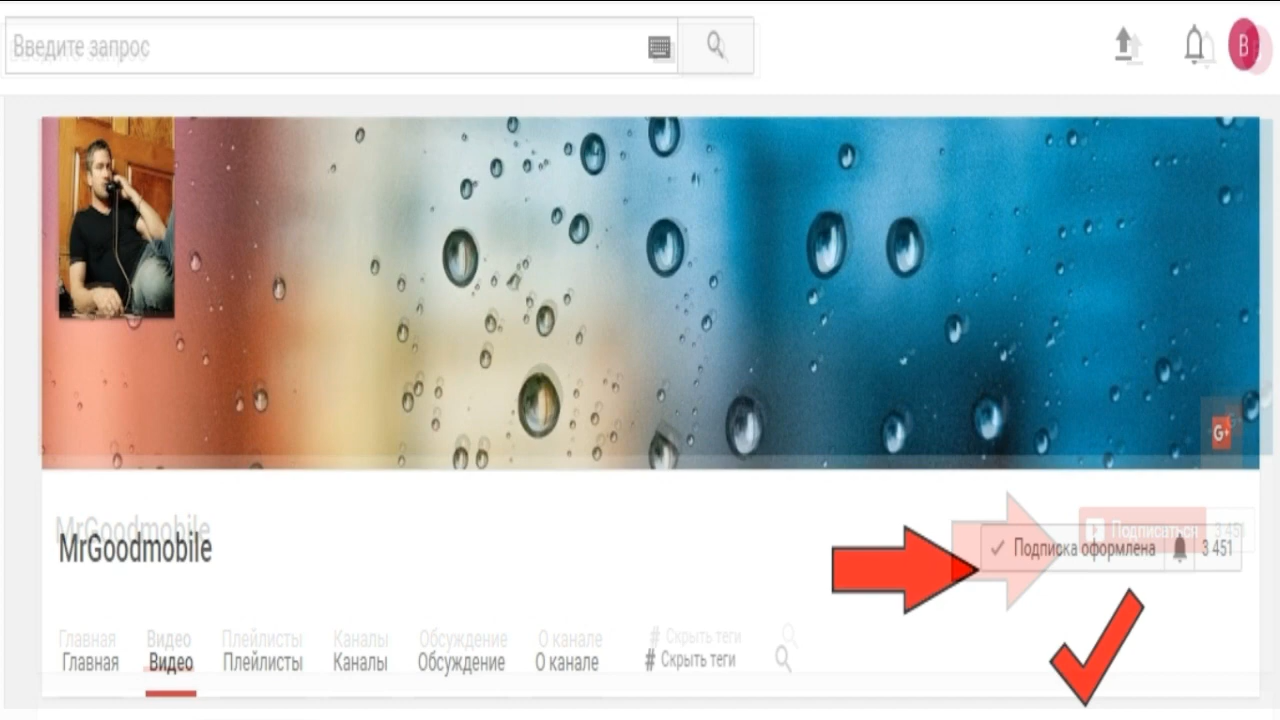 Введите запрос
B
G+
MrGoodmobile
MrGoodmobile
Подписаться 3 451
Подписка оформлена 3 451
Главная Видео Плейлисты Каналы Обсуждение О канале # Скрыть теги
Главная Видео Плейлисты Каналы Обсуждение О канале # Скрыть теги